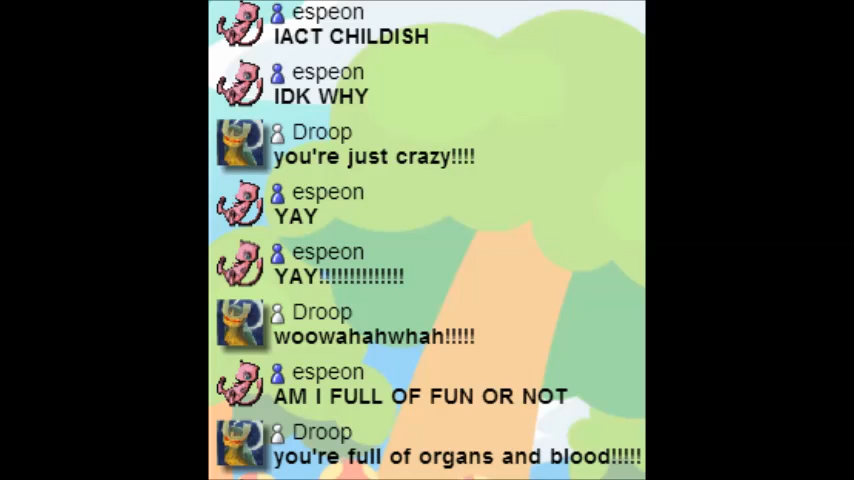 espeon
IACT CHILDISH
espeon
IDK WHY
Droop
you're just crazy!!!!
espeon
YAY
espeon
YAY!!!!!!!!!!!!!!
Droop
woowahahwhah!!!!!
espeon
AM I FULL OF FUN OR NOT
Droop
you're full of organs and blood!!!!!